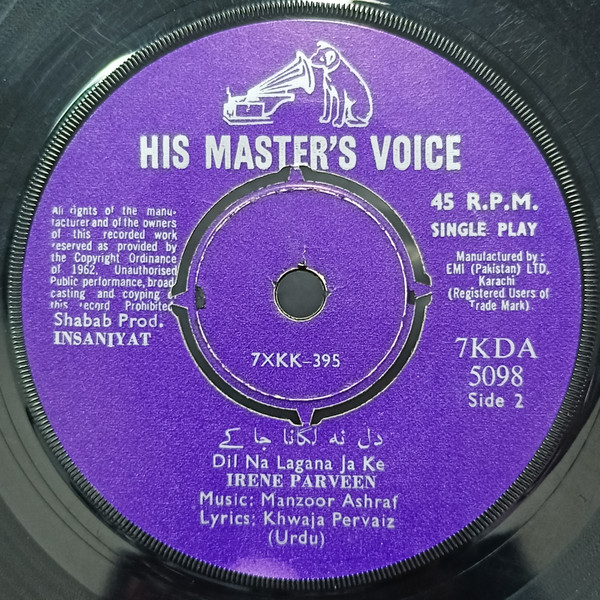 HIS MASTER'S VOICE
All rights of the manu-
facturer and of the owners
of this recorded work
reserved as provided by
the Copyright Ordinance
of 1962, Unauthorised
Public performance, broad
casting and coyping of
this record Prohibited
Shabab Prod.
INSANIYAT
45 R.P.M.
SINGLE PLAY
Manufactured by:
EMI (Pakistan) LTD,
Karachi
(Registered Users of
Trade Mark)
7XKK-395
7KDA
5098
Side 2
دل نہ لگانا جا کے
Dil Na Lagana Ja Ke
IRENE PARVEEN
Music: Manzoor Ashraf
Lyrics: Khwaja Pervaiz
(Urdu)